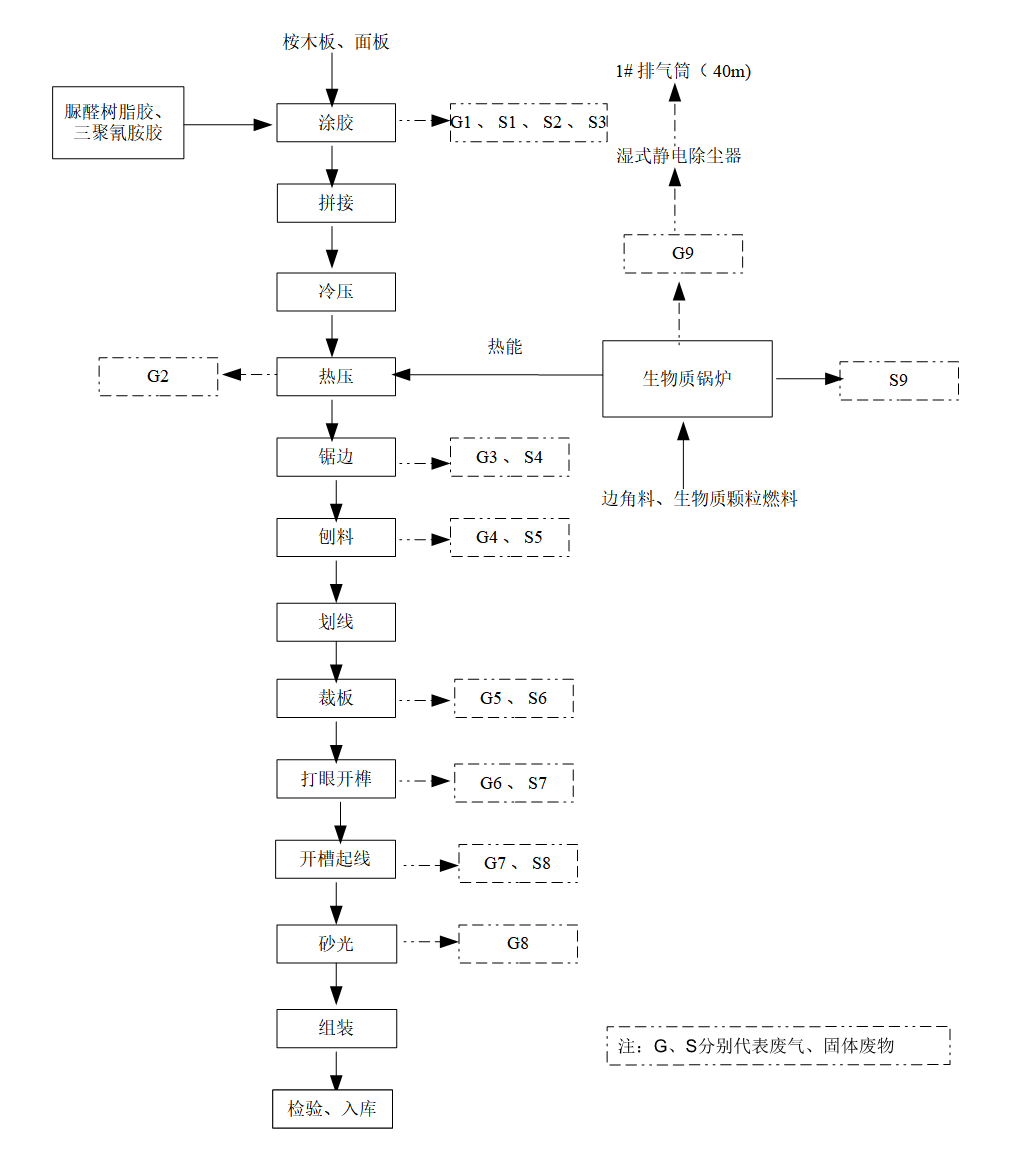 桉木板、面板
1# 排气筒（ 40m)
脲醛树脂胶、
三聚氰胺胶
涂胶
G1 、 S1 、 S2 、 S3
湿式静电除尘器
拼接
G9
冷压
热能
G2
热压
生物质锅炉
S9
锯边
G3 、 S4
边角料、生物质颗粒燃料
刨料
G4 、 S5
划线
裁板
G5 、 S6
打眼开榫
G6 、 S7
开槽起线
G7 、 S8
砂光
G8
组装
注：G、S分别代表废气、固体废物
检验、入库